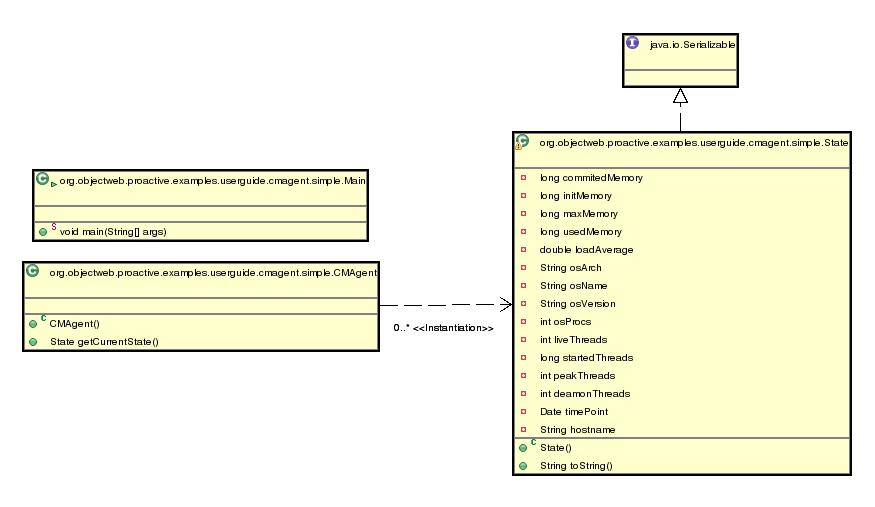 I java.io.Serializable
C org.objectweb.proactive.examples.userguide.cmagent.simple.State
long commitedMemory
long initMemory
long maxMemory
long usedMemory
double loadAverage
String osArch
String osName
String osVersion
int osProcs
int liveThreads
long startedThreads
int peakThreads
int deamonThreads
Date timePoint
String hostname
C State()
String toString()
C org.objectweb.proactive.examples.userguide.cmagent.simple.Main
S void main(String[] args)
C org.objectweb.proactive.examples.userguide.cmagent.simple.CMAgent
C CMAgent()
State getCurrentState()
0..* <<Instantiation>>